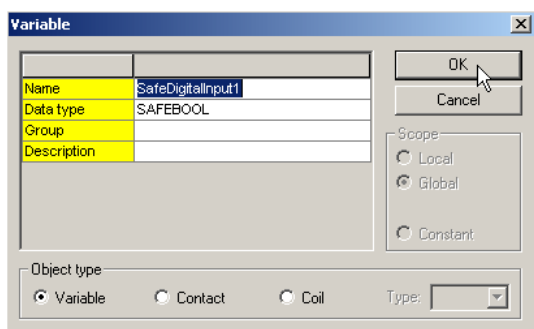 Variable
Name SafeDigitalInput1
Data type SAFEBOOL
Group
Description
OK
Cancel
Scope
Local
Global
Constant
Object type
Variable Contact Coil Type: